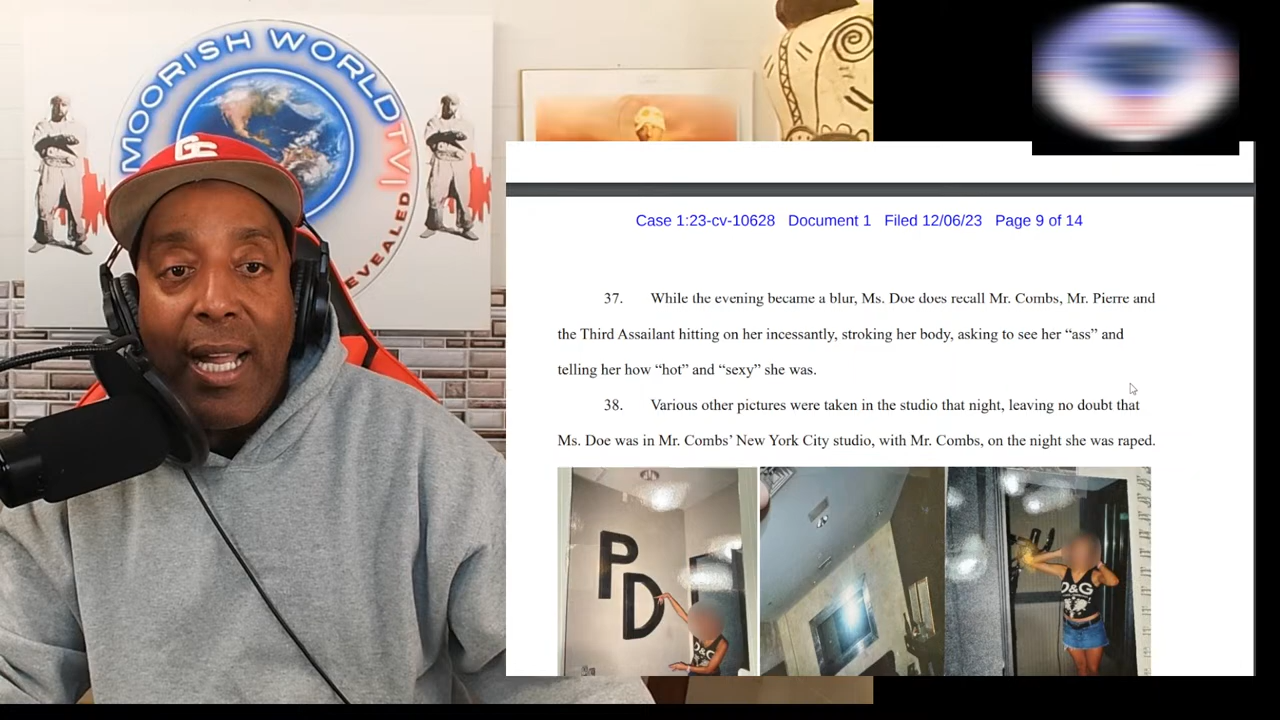 MOORISH WORLD TV
REVEALED
GC
Case 1:23-cv-10628 Document 1 Filed 12/06/23 Page 9 of 14
37. While the evening became a blur, Ms. Doe does recall Mr. Combs, Mr. Pierre and
the Third Assailant hitting on her incessantly, stroking her body, asking to see her “ass” and
telling her how “hot” and “sexy” she was.
38. Various other pictures were taken in the studio that night, leaving no doubt that
Ms. Doe was in Mr. Combs’ New York City studio, with Mr. Combs, on the night she was raped.
PD
D&G
D&G